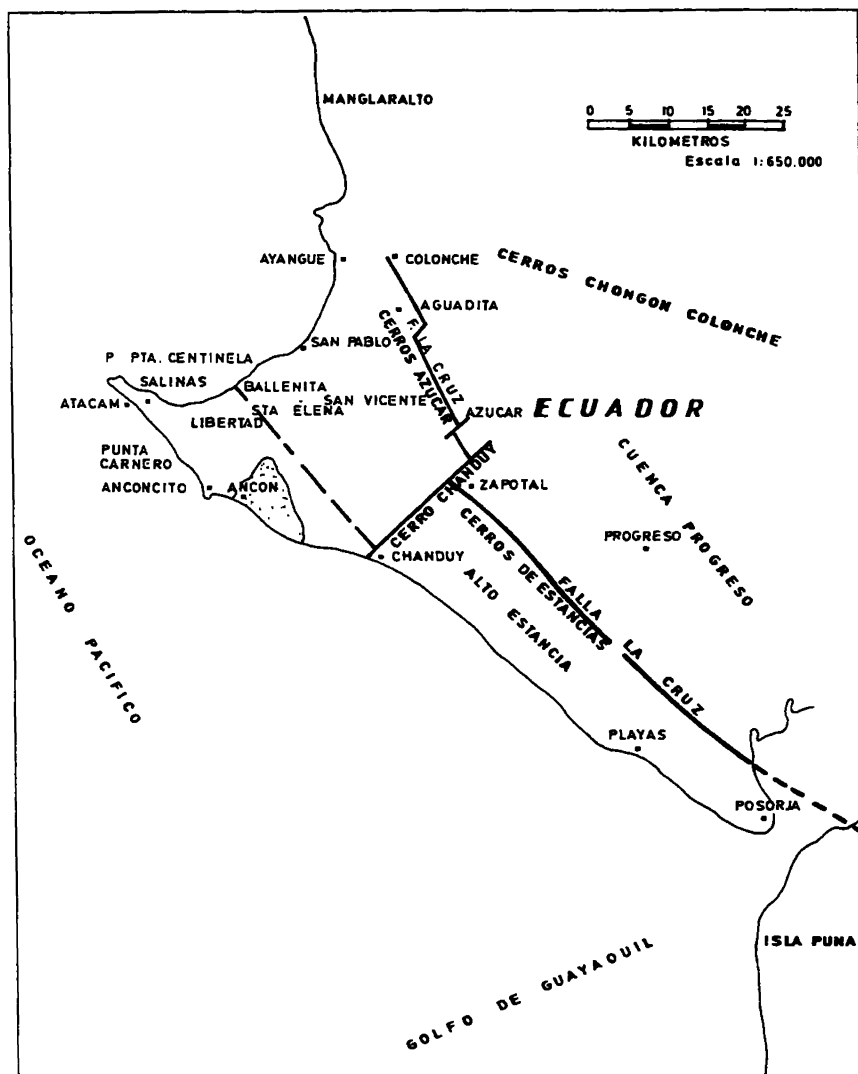 MANGLARALTO
0 5 10 15 20 25
KILOMETROS
Escala 1:650.000
AYANGUE
COLONCHE
CERROS CHONGON COLONCHE
AGUADITA
F. LA CRUZ
CERROS AZUCAR
SAN PABLO
P PTA. CENTINELA
SALINAS
BALLENITA
ATACAM
STA ELENA
SAN VICENTE
LIBERTAD
AZUCAR
ECUADOR
PUNTA
CARNERO
ANCONCITO
ANCON
CERRO CHANDUY
ZAPOTAL
CUENCA PROGRESO
PROGRESO
CHANDUY
CERROS DE ESTANCIAS
FALLA LA CRUZ
ALTO ESTANCIA
OCEANO PACIFICO
PLAYAS
POSORJA
ISLA PUNA
GOLFO DE GUAYAQUIL